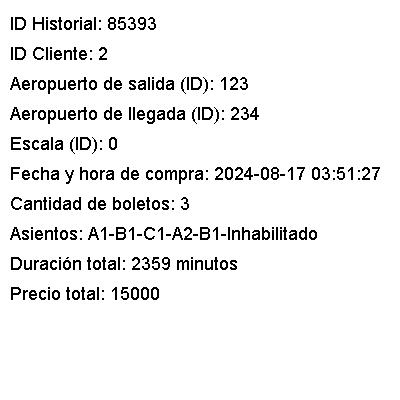 ID Historial: 85393
ID Cliente: 2
Aeropuerto de salida (ID): 123
Aeropuerto de llegada (ID): 234
Escala (ID): 0
Fecha y hora de compra: 2024-08-17 03:51:27
Cantidad de boletos: 3
Asientos: A1-B1-C1-A2-B1-Inhabilitado
Duración total: 2359 minutos
Precio total: 15000